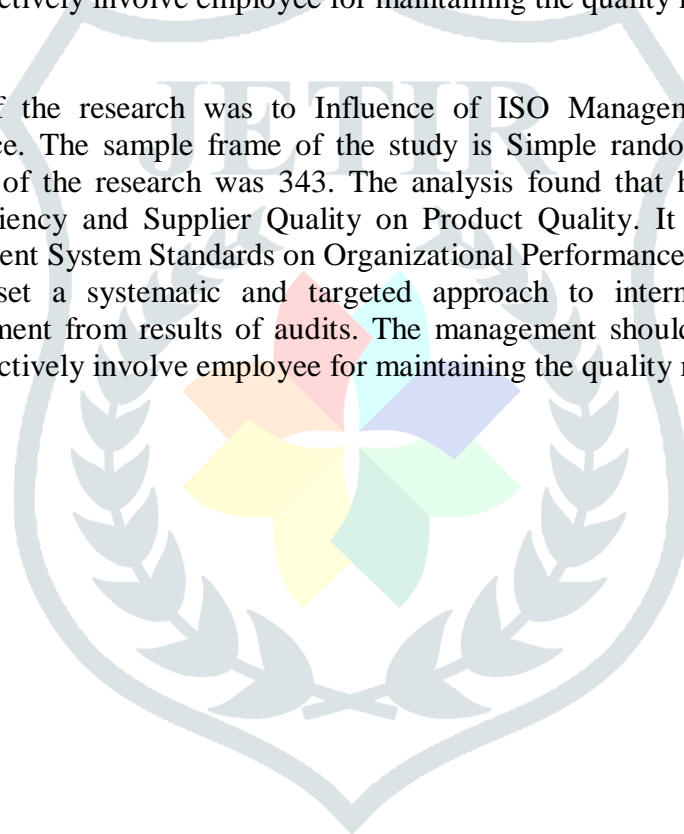 ctively involve employee for maintaining the quality
JETIR
f the research was to Influence of ISO Managem
ce. The sample frame of the study is Simple rando
of the research was 343. The analysis found that
iency and Supplier Quality on Product Quality. It
ent System Standards on Organizational Performance
set a systematic and targeted approach to intern
ment from results of audits. The management should
ctively involve employee for maintaining the quality